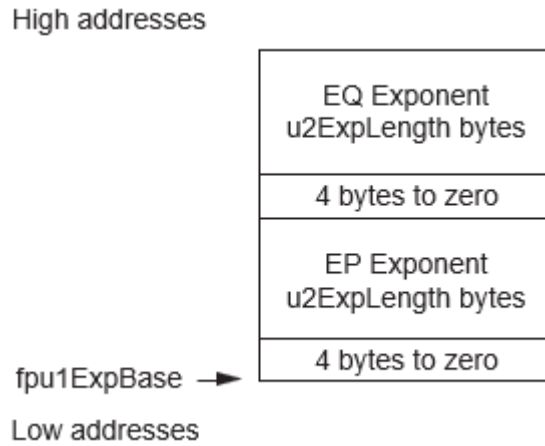 High addresses
EQ Exponent
u2ExpLength bytes
4 bytes to zero
EP Exponent
u2ExpLength bytes
4 bytes to zero
fpu1ExpBase
Low addresses